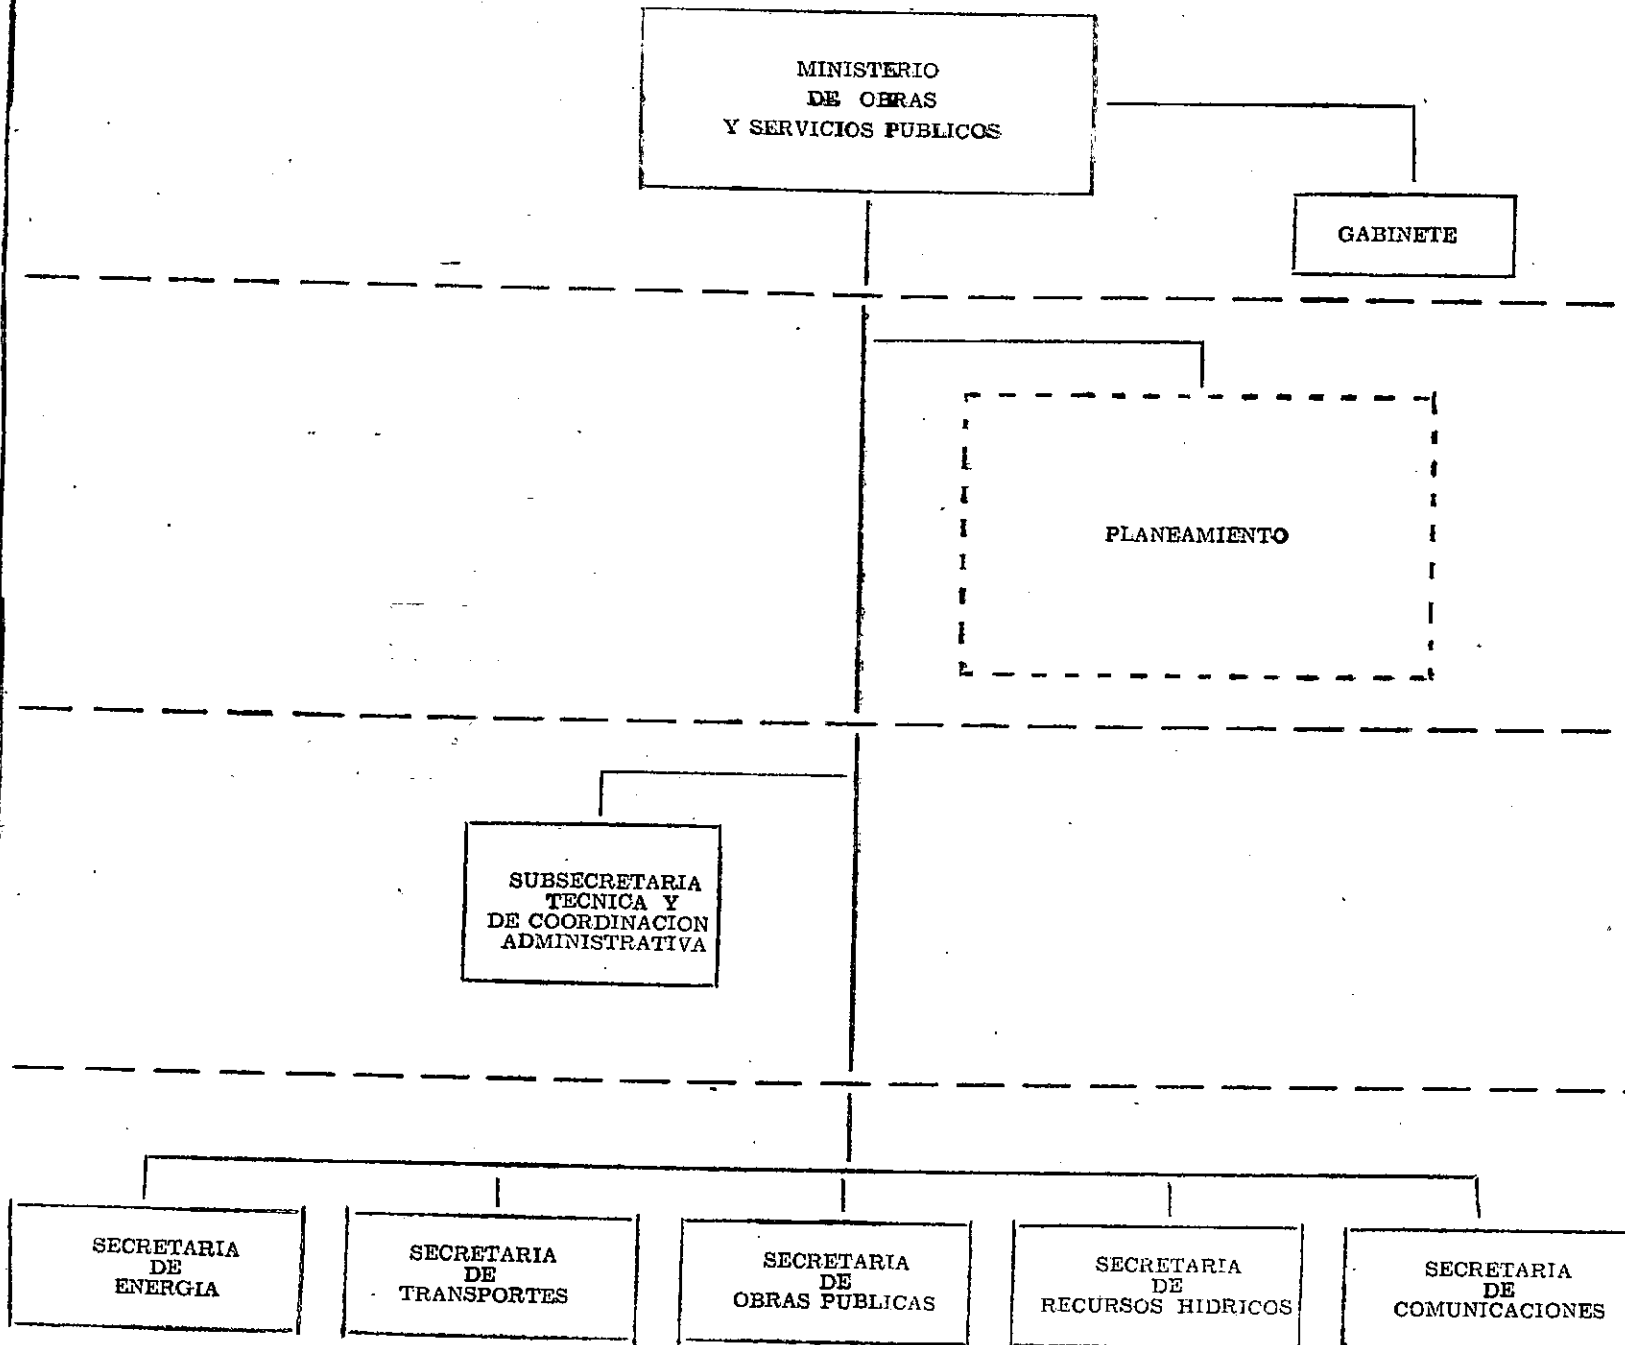 MINISTERIO
DE OBRAS
Y SERVICIOS PUBLICOS
GABINETE
PLANEAMIENTO
SUBSECRETARIA
TECNICA Y
DE COORDINACION
ADMINISTRATIVA
SECRETARIA
DE
ENERGIA
SECRETARIA
DE
TRANSPORTES
SECRETARIA
DE
OBRAS PUBLICAS
SECRETARIA
DE
RECURSOS HIDRICOS
SECRETARIA
DE
COMUNICACIONES